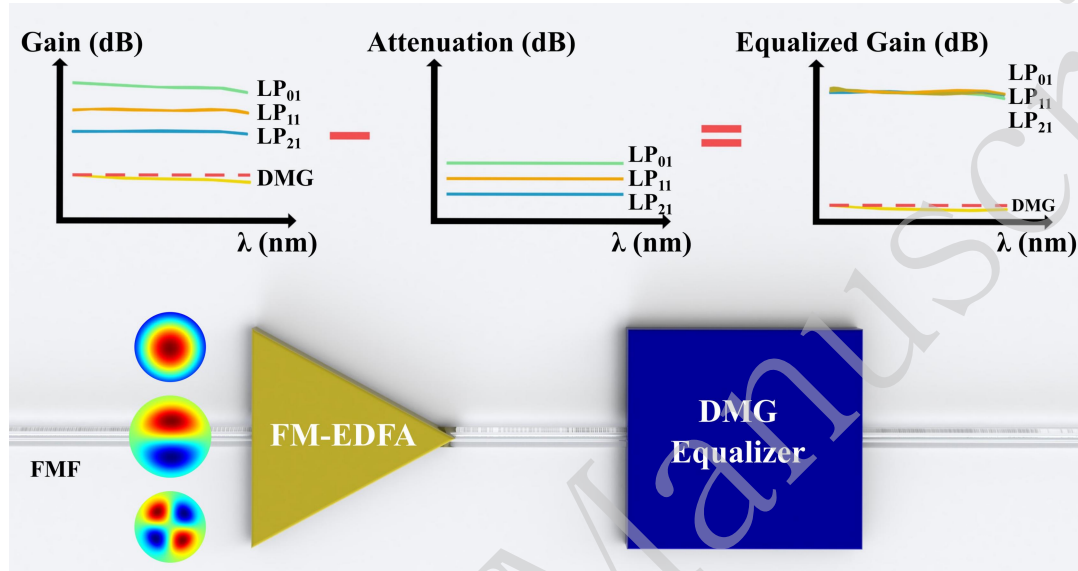 Gain (dB)
LP₀₁
LP₁₁
LP₂₁
DMG
λ (nm)
Attenuation (dB)
LP₀₁
LP₁₁
LP₂₁
λ (nm)
Equalized Gain (dB)
LP₀₁
LP₁₁
LP₂₁
DMG
λ (nm)
FMF
FM-EDFA
DMG
Equalizer
Manuscri